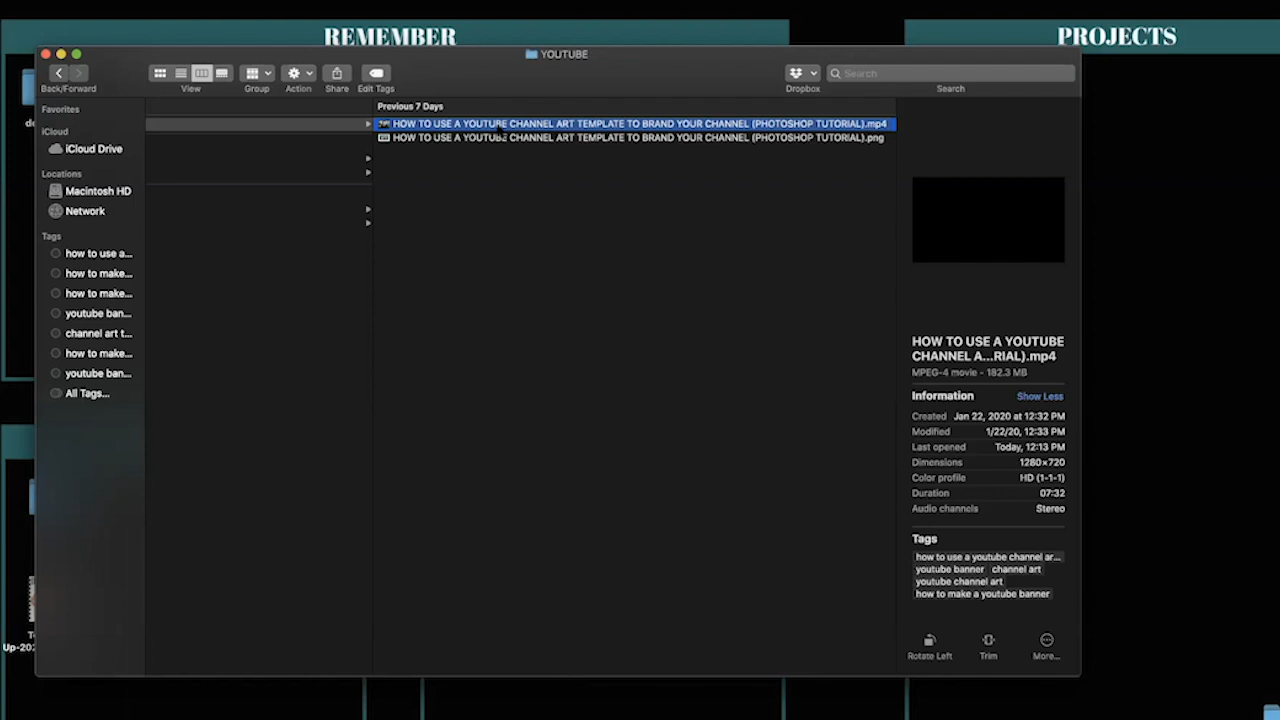 REMEMBER
PROJECTS
YOUTUBE
Back/Forward
View
Group
Action
Share
Edit Tags
Dropbox
Search
Search
Favorites
iCloud
iCloud Drive
Locations
Macintosh HD
Network
Tags
how to use a...
how to make...
how to make...
youtube ban...
channel art t...
how to make...
youtube ban...
All Tags...
Previous 7 Days
HOW TO USE A YOUTUBE CHANNEL ART TEMPLATE TO BRAND YOUR CHANNEL (PHOTOSHOP TUTORIAL).mp4
HOW TO USE A YOUTUBE CHANNEL ART TEMPLATE TO BRAND YOUR CHANNEL (PHOTOSHOP TUTORIAL).png
HOW TO USE A YOUTUBE
CHANNEL A...RIAL).mp4
MPEG-4 movie - 182.3 MB
Information Show Less
Created Jan 22, 2020 at 12:32 PM
Modified 1/22/20, 12:33 PM
Last opened Today, 12:13 PM
Dimensions 1280×720
Color profile HD (1-1-1)
Duration 07:32
Audio channels Stereo
Tags
how to use a youtube channel ar...
youtube banner channel art
youtube channel art
how to make a youtube banner
Rotate Left
Trim
More...